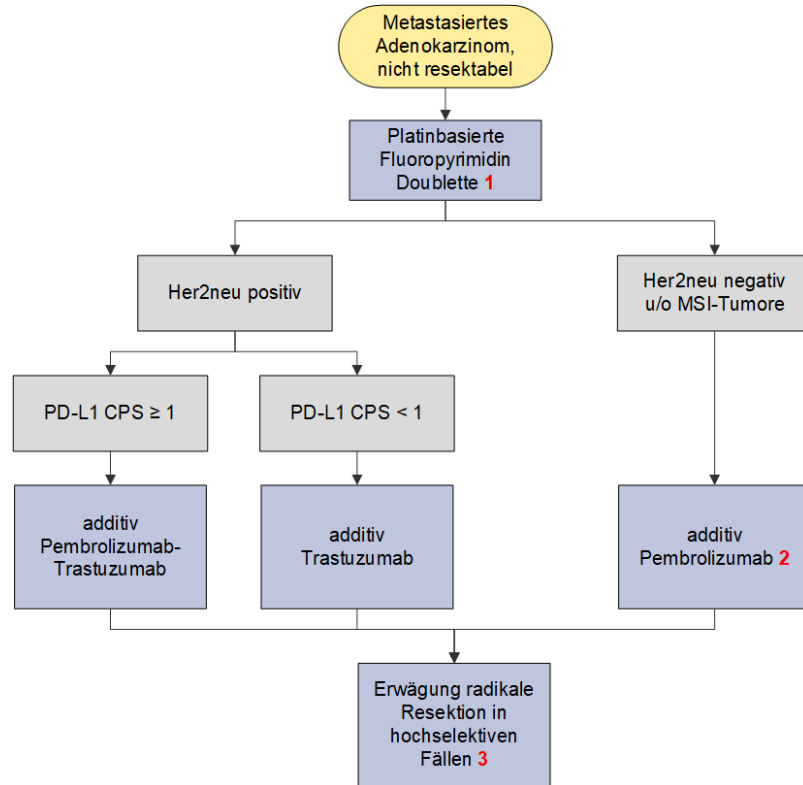 Metastasiertes
Adenokarzinom,
nicht resektabel
Platinbasierte
Fluoropyrimidin
Doublette 1
Her2neu positiv
Her2neu negativ
u/o MSI-Tumore
PD-L1 CPS ≥ 1
PD-L1 CPS < 1
additiv
Pembrolizumab-
Trastuzumab
additiv
Trastuzumab
additiv
Pembrolizumab 2
Erwägung radikale
Resektion in
hochselektiven
Fällen 3